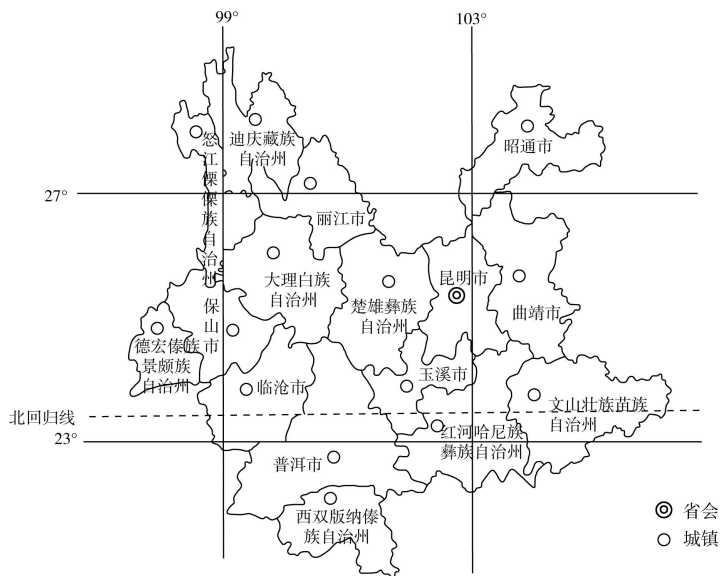 99°
103°
怒江傈僳族自治州
迪庆藏族
自治州
昭通市
27°
丽江市
大理白族
自治州
昆明市
楚雄彝族
自治州
曲靖市
保山市
德宏傣族
景颇族
自治州
玉溪市
临沧市
文山壮族苗族
自治州
北回归线
红河哈尼族
彝族自治州
23°
普洱市
西双版纳傣
族自治州
省会
城镇